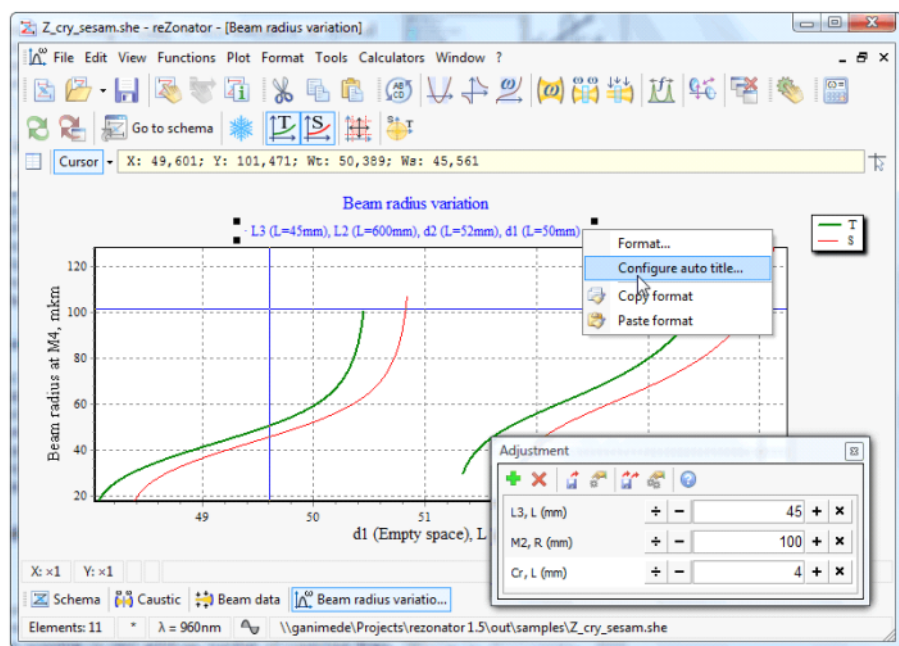 Z_cry_sesam.she - reZonator - [Beam radius variation]
File Edit View Functions Plot Format Tools Calculators Window ?
Go to schema
Cursor X: 49,601; Y: 101,471; Wt: 50,389; Ws: 45,561
Beam radius variation
L3 (L=45mm), L2 (L=600mm), d2 (L=52mm), d1 (L=50mm)
T
S
Format...
Configure auto title...
Copy format
Paste format
Beam radius at M4, mkm
120
100
80
60
40
20
49 50 51
d1 (Empty space), L
Adjustment
L3, L (mm) ÷ − 45 + ×
M2, R (mm) ÷ − 100 + ×
Cr, L (mm) ÷ − 4 + ×
X: ×1 Y: ×1
Schema Caustic Beam data Beam radius variatio...
Elements: 11 * λ = 960nm \\ganimede\Projects\rezonator 1.5\out\samples\Z_cry_sesam.she